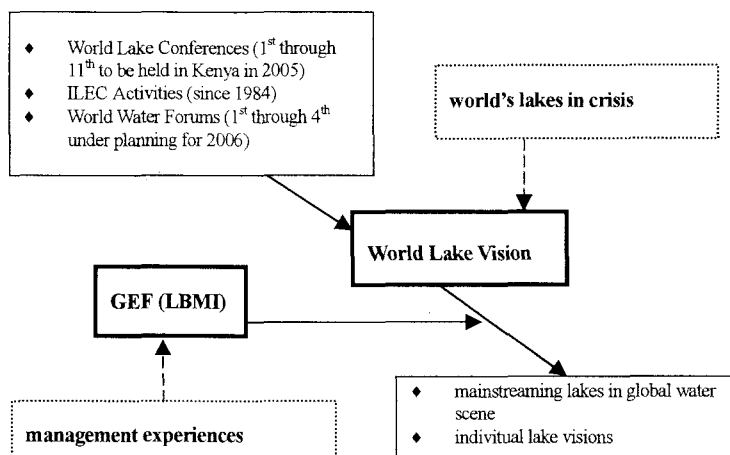 ♦ World Lake Conferences (1st through
11th to be held in Kenya in 2005)
♦ ILEC Activities (since 1984)
♦ World Water Forums (1st through 4th
under planning for 2006)
world's lakes in crisis
World Lake Vision
GEF (LBMI)
♦ mainstreaming lakes in global water
scene
♦ indivitual lake visions
management experiences